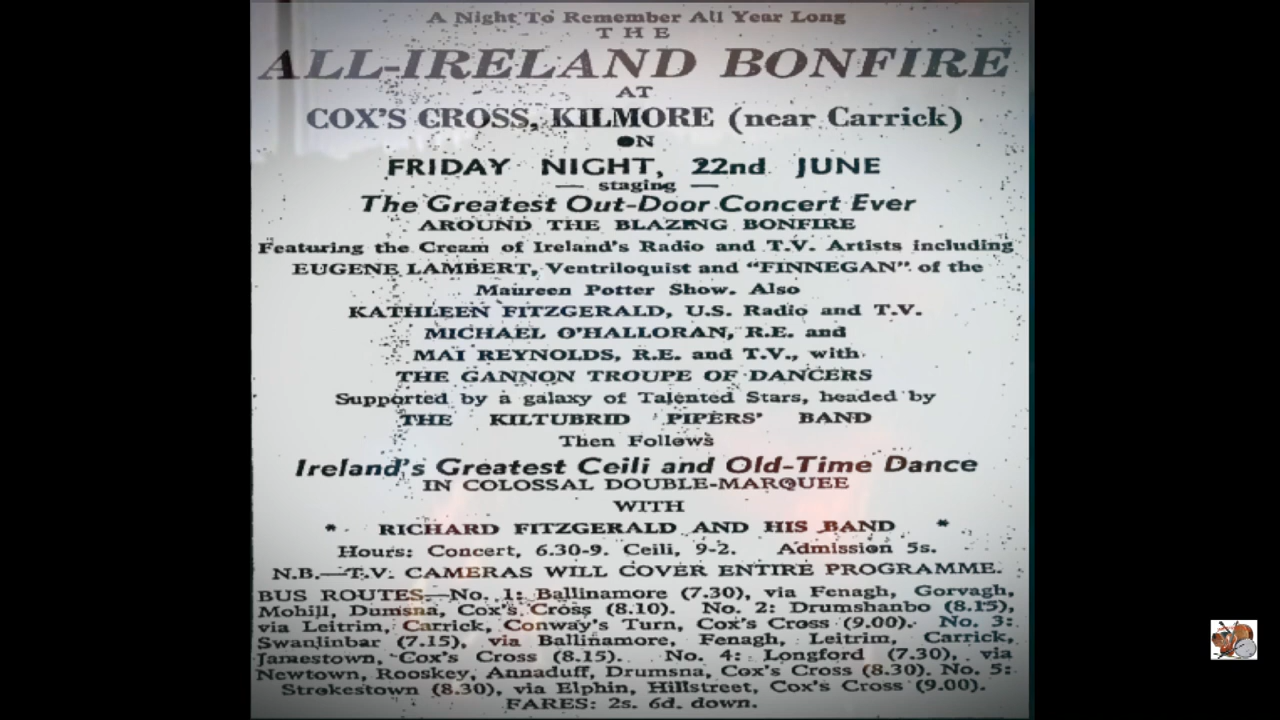 A Night To Remember All Year Long
THE
ALL-IRELAND BONFIRE
AT
COX'S CROSS, KILMORE (near Carrick)
ON
FRIDAY NIGHT, 22nd JUNE
— staging —
The Greatest Out-Door Concert Ever
AROUND THE BLAZING BONFIRE
Featuring the Cream of Ireland's Radio and T.V. Artists including
EUGENE LAMBERT, Ventriloquist and "FINNEGAN" of the
Maureen Potter Show. Also
KATHLEEN FITZGERALD, U.S. Radio and T.V.
MICHAEL O'HALLORAN, R.E. and
MAI REYNOLDS, R.E. and T.V., with
THE GANNON TROUPE OF DANCERS
Supported by a galaxy of Talented Stars, headed by
THE KILTUBRID PIPERS' BAND
Then Follows
Ireland's Greatest Ceili and Old-Time Dance
IN COLOSSAL DOUBLE-MARQUEE
WITH
* RICHARD FITZGERALD AND HIS BAND *
Hours: Concert, 6.30-9. Ceili, 9-2. Admission 5s.
N.B.—T.V. CAMERAS WILL COVER ENTIRE PROGRAMME.
BUS ROUTES—No. 1: Ballinamore (7.30), via Fenagh, Gorvagh,
Mohill, Dumsna, Cox's Cross (8.10). No. 2: Drumshanbo (8.15),
via Leitrim, Carrick, Conway's Turn, Cox's Cross (9.00). No. 3:
Swanlinbar (7.15), via Ballinamore, Fenagh, Leitrim, Carrick,
Jamestown, Cox's Cross (8.15). No. 4: Longford (7.30), via
Newtown, Rooskey, Annaduff, Drumsna, Cox's Cross (8.30). No. 5:
Strokestown (8.30), via Elphin, Hillstreet, Cox's Cross (9.00).
FARES: 2s. 6d. down.